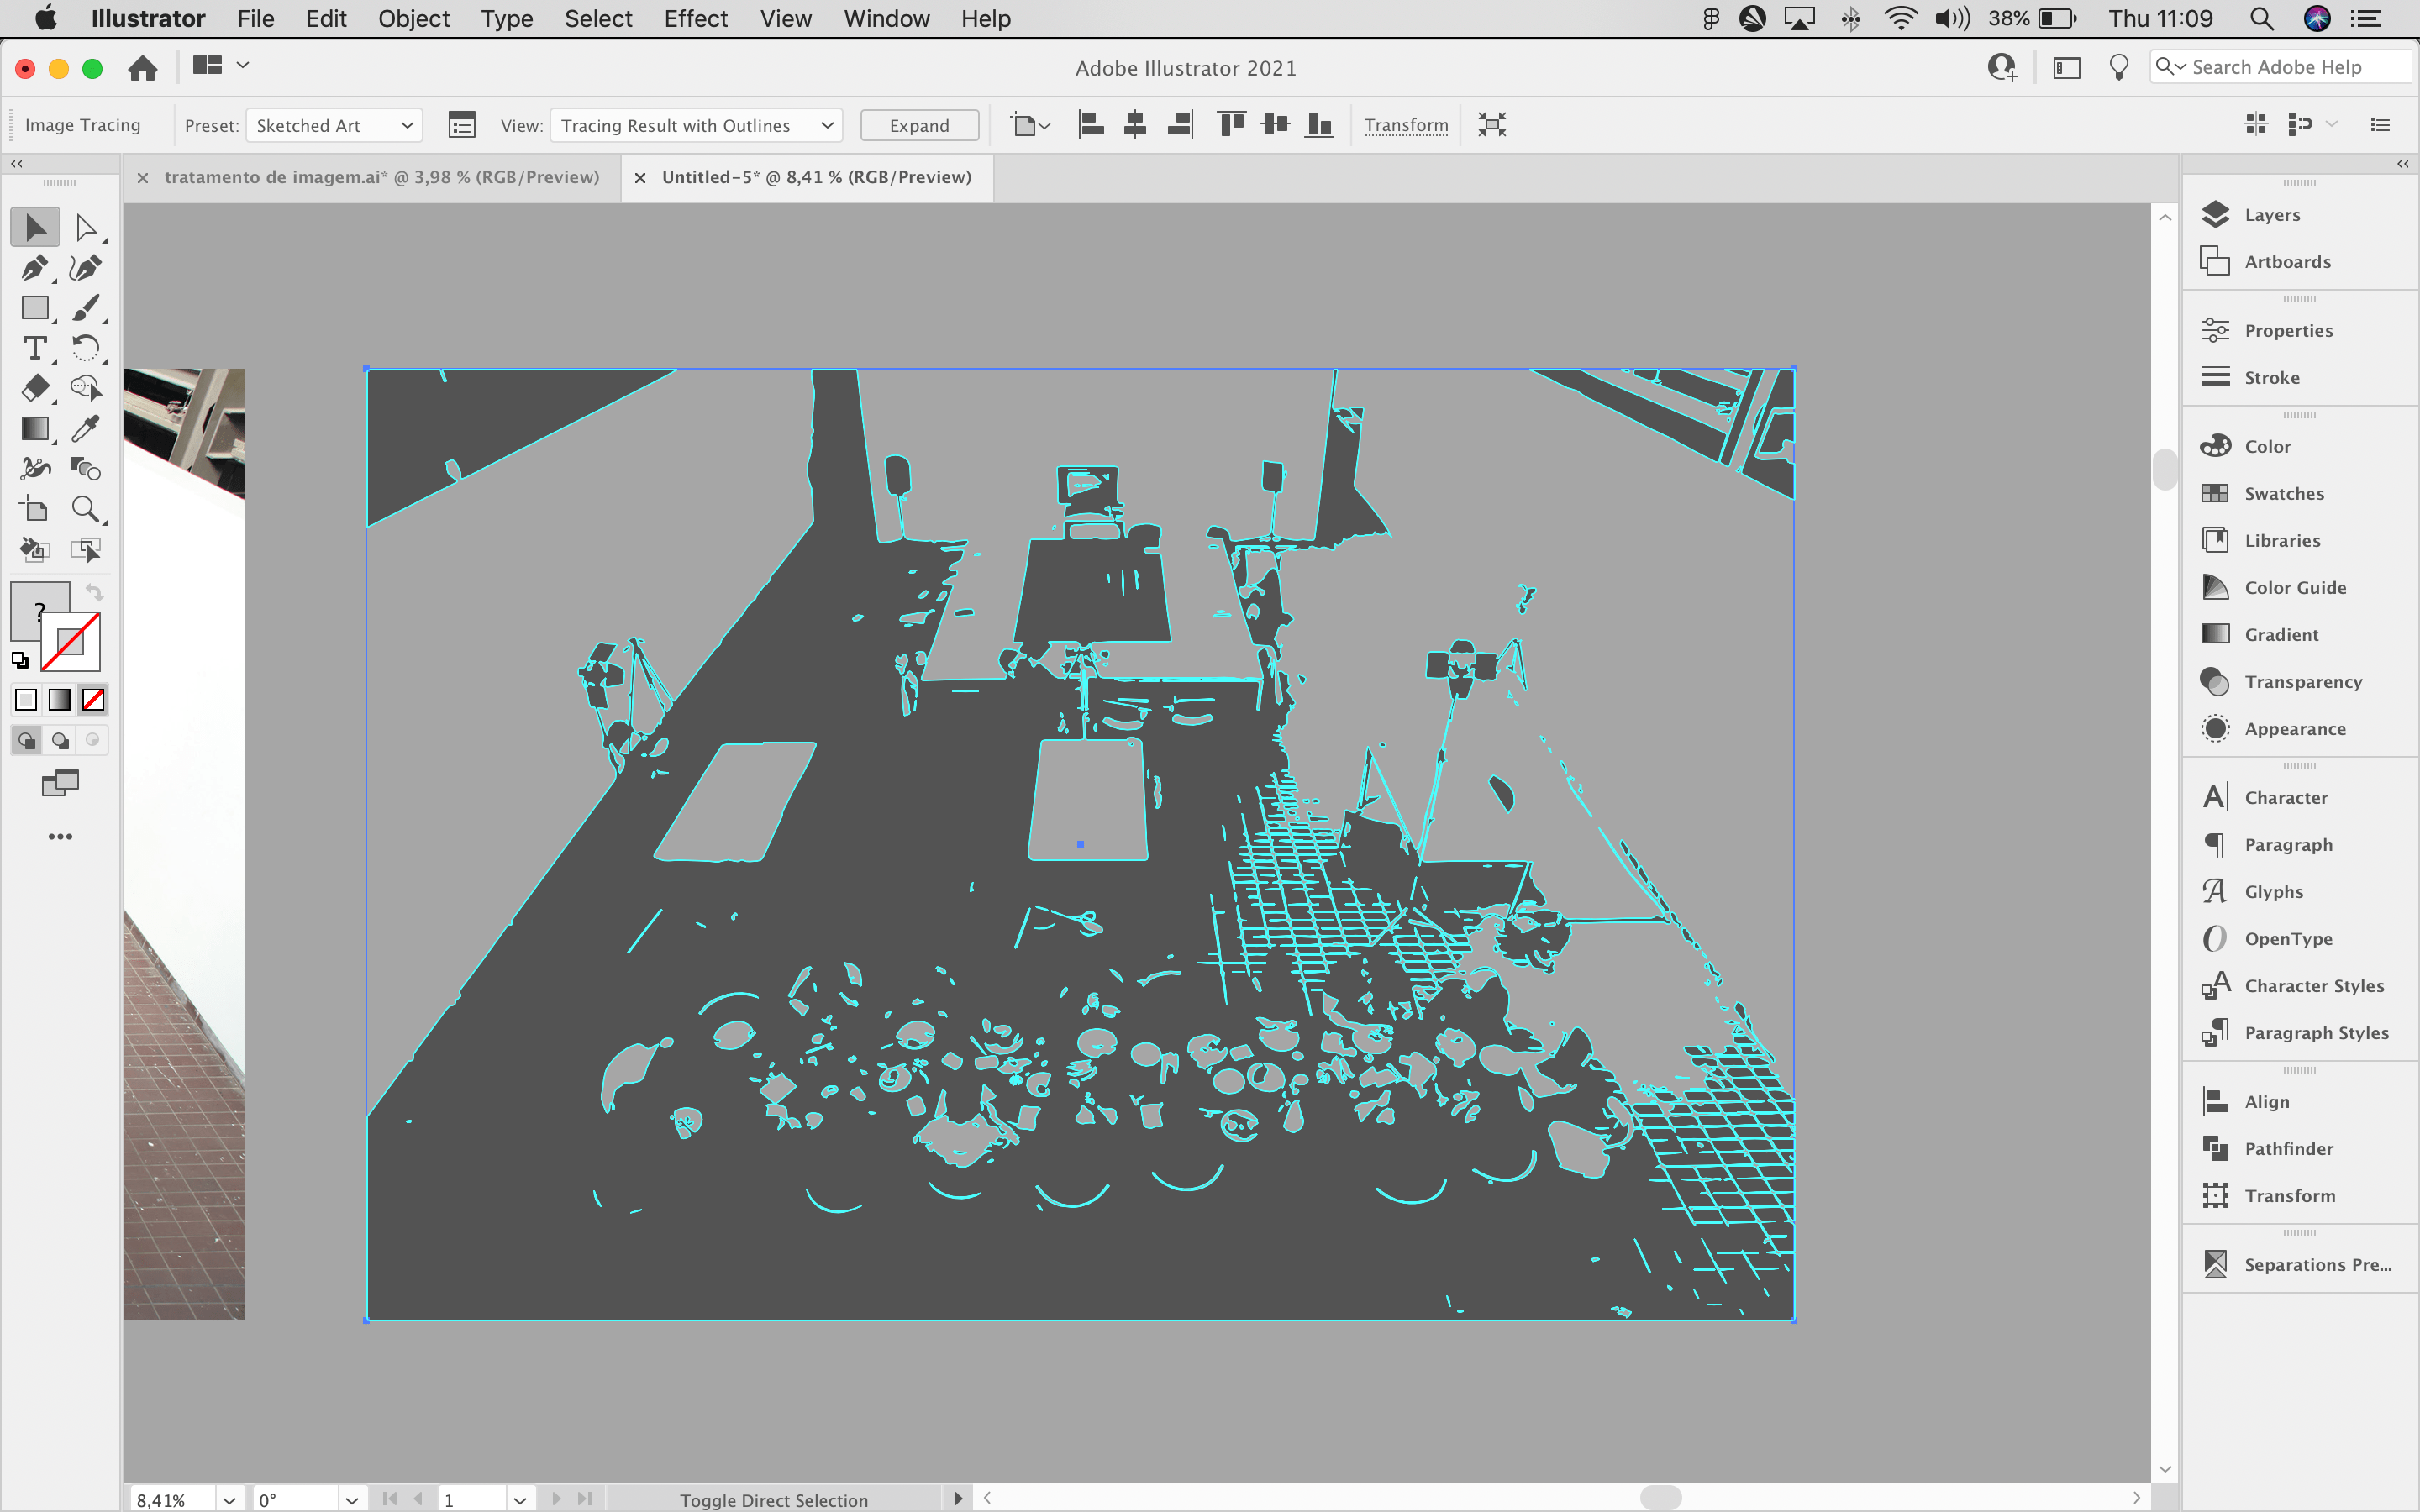 Illustrator File Edit Object Type Select Effect View Window Help 38% Thu 11:09
Adobe Illustrator 2021 Search Adobe Help
Image Tracing Preset: Sketched Art View: Tracing Result with Outlines Expand Transform
tratamento de imagem.ai* @ 3,98 % (RGB/Preview) Untitled-5* @ 8,41 % (RGB/Preview)
Layers
Artboards
Properties
Stroke
Color
Swatches
Libraries
Color Guide
Gradient
Transparency
Appearance
Character
Paragraph
Glyphs
OpenType
Character Styles
Paragraph Styles
Align
Pathfinder
Transform
Separations Pre...
?
8,41% 0° 1 Toggle Direct Selection